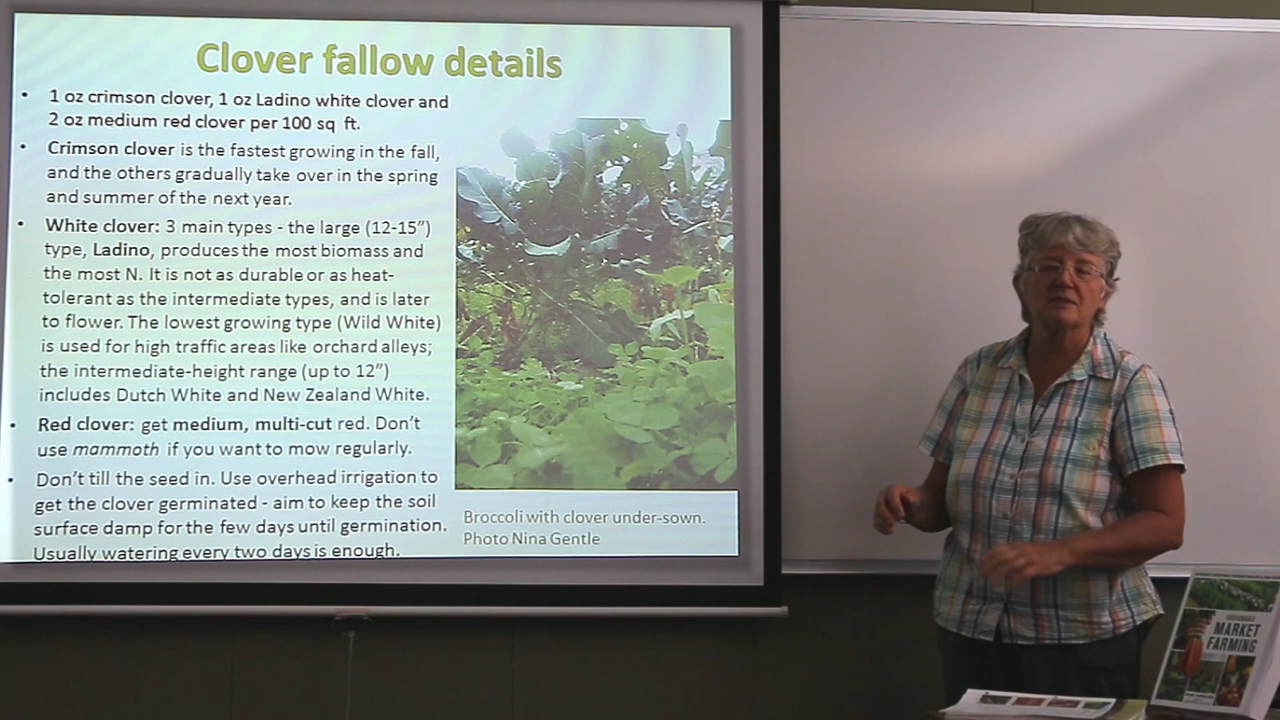 Clover fallow details
• 1 oz crimson clover, 1 oz Ladino white clover and
2 oz medium red clover per 100 sq ft.
• Crimson clover is the fastest growing in the fall,
and the others gradually take over in the spring
and summer of the next year.
• White clover: 3 main types - the large (12-15”)
type, Ladino, produces the most biomass and
the most N. It is not as durable or as heat-
tolerant as the intermediate types, and is later
to flower. The lowest growing type (Wild White)
is used for high traffic areas like orchard alleys;
the intermediate-height range (up to 12”)
includes Dutch White and New Zealand White.
• Red clover: get medium, multi-cut red. Don’t
use mammoth if you want to mow regularly.
• Don’t till the seed in. Use overhead irrigation to
get the clover germinated - aim to keep the soil
surface damp for the few days until germination.
Usually watering every two days is enough.
Broccoli with clover under-sown.
Photo Nina Gentle
SUSTAINABLE
MARKET
FARMING